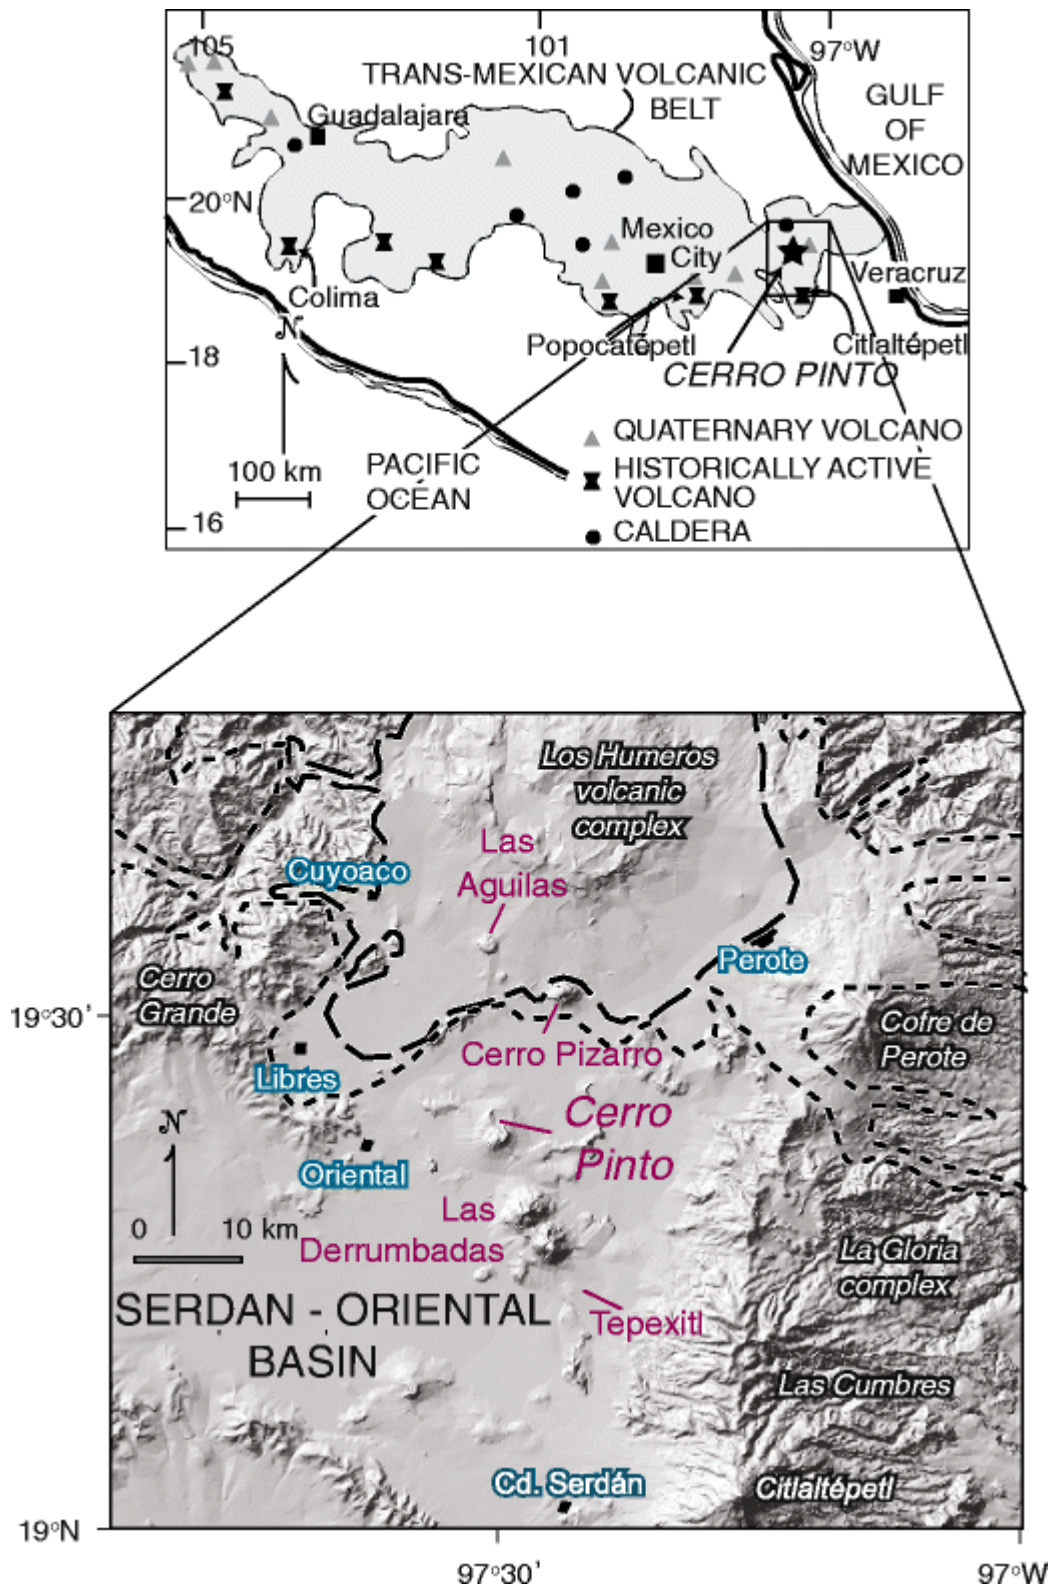 105
101
97°W
TRANS-MEXICAN VOLCANIC
BELT
GULF
OF
MEXICO
Guadalajara
20°N
Mexico
City
Veracruz
Colima
N
Popocatépetl
Citlaltépetl
CERRO PINTO
18
QUATERNARY VOLCANO
PACIFIC
OCEAN
100 km
HISTORICALLY ACTIVE
VOLCANO
16
CALDERA
Los Humeros
volcanic
complex
Las
Aguilas
Cuyoaco
Perote
Cerro
Grande
19°30'
Cofre de
Perote
Cerro Pizarro
Libres
Cerro
Pinto
N
Oriental
Las
Derrumbadas
0 10 km
La Gloria
complex
SERDAN - ORIENTAL
BASIN
Tepexitl
Las Cumbres
Cd. Serdán
Citlaltépetl
19°N
97°30'
97°W